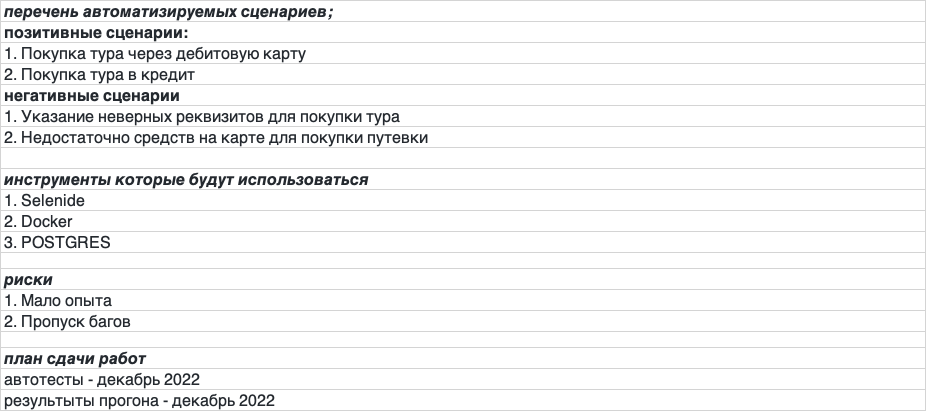 перечень автоматизируемых сценариев;
позитивные сценарии:
1. Покупка тура через дебитовую карту
2. Покупка тура в кредит
негативные сценарии
1. Указание неверных реквизитов для покупки тура
2. Недостаточно средств на карте для покупки путевки
инструменты которые будут использоваться
1. Selenide
2. Docker
3. POSTGRES
риски
1. Мало опыта
2. Пропуск багов
план сдачи работ
автотесты - декабрь 2022
результыты прогона - декабрь 2022